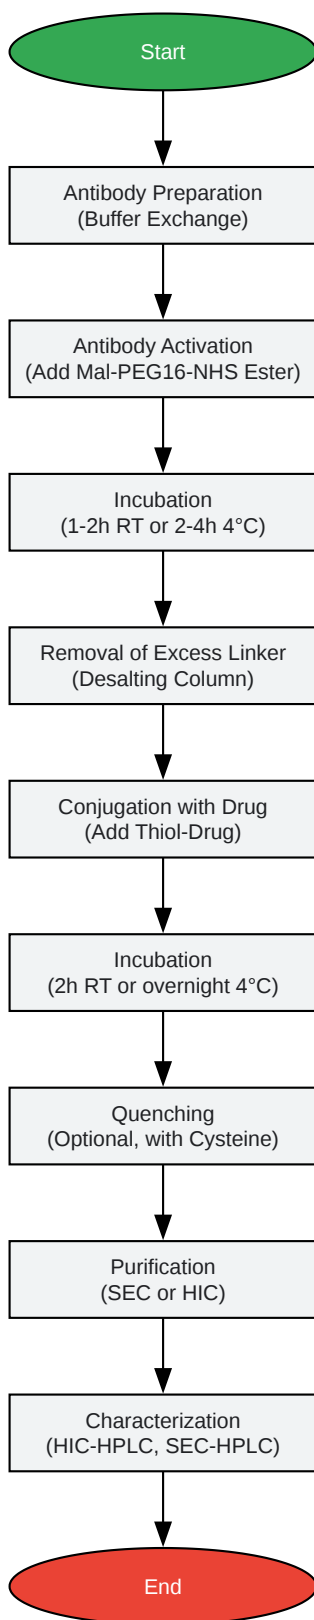 Start
Antibody Preparation
(Buffer Exchange)
Antibody Activation
(Add Mal-PEG16-NHS Ester)
Incubation
(1-2h RT or 2-4h 4°C)
Removal of Excess Linker
(Desalting Column)
Conjugation with Drug
(Add Thiol-Drug)
Incubation
(2h RT or overnight 4°C)
Quenching
(Optional, with Cysteine)
Purification
(SEC or HIC)
Characterization
(HIC-HPLC, SEC-HPLC)
End